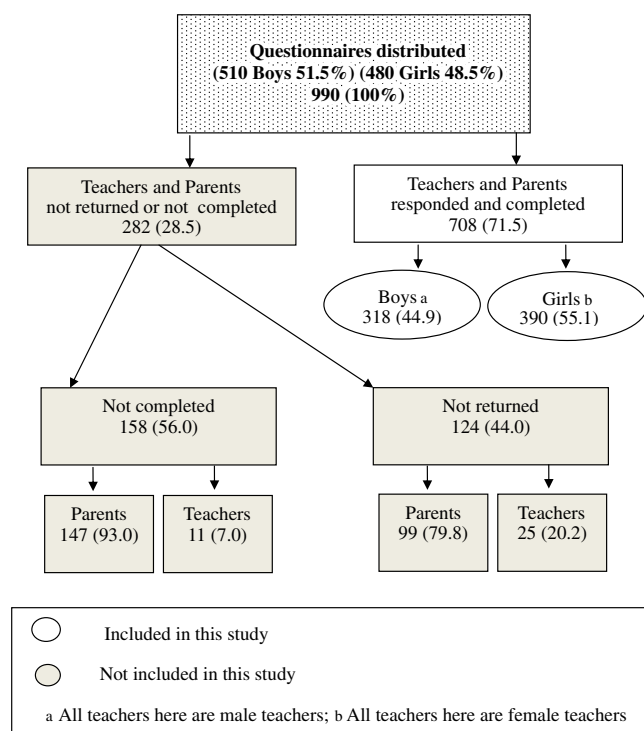 Questionnaires distributed
(510 Boys 51.5%) (480 Girls 48.5%)
990 (100%)
Teachers and Parents
not returned or not completed
282 (28.5)
Teachers and Parents
responded and completed
708 (71.5)
Boys a
318 (44.9)
Girls b
390 (55.1)
Not completed
158 (56.0)
Not returned
124 (44.0)
Parents
147 (93.0)
Teachers
11 (7.0)
Parents
99 (79.8)
Teachers
25 (20.2)
Included in this study
Not included in this study
a All teachers here are male teachers; b All teachers here are female teachers